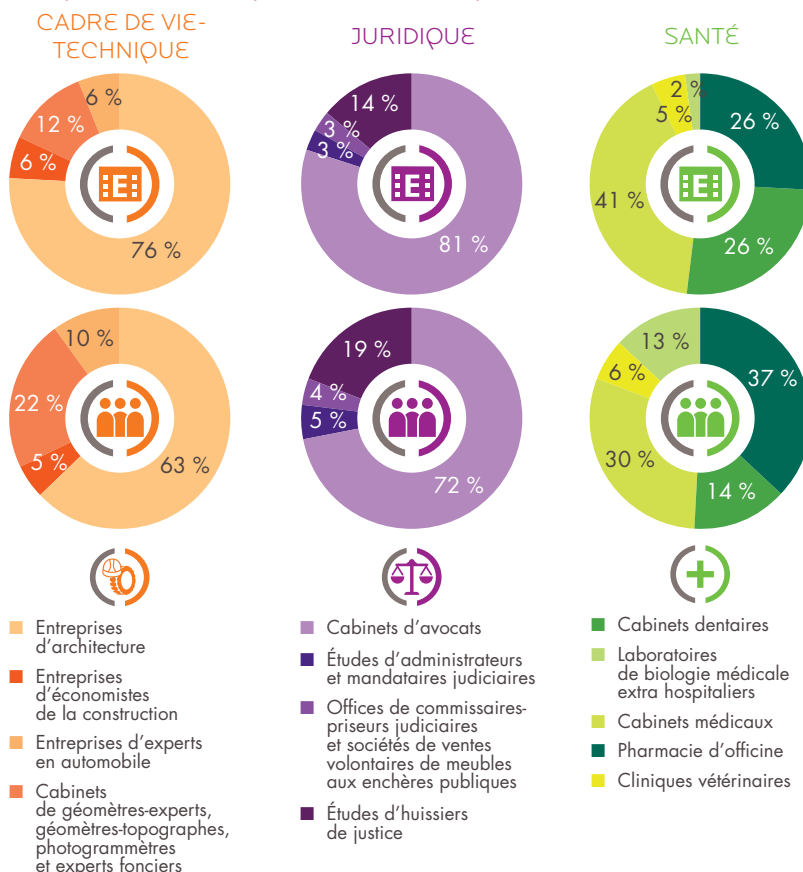 CADRE DE VIE-
TECHNIQUE
JURIDIQUE
SANTÉ
6 %
12 %
6 %
76 %
14 %
3 %
3 %
81 %
2 %
5 %
26 %
41 %
26 %
E
E
E
10 %
22 %
5 %
63 %
19 %
4 %
5 %
72 %
13 %
6 %
37 %
30 %
14 %
Entreprises
d'architecture
Entreprises
d'économistes
de la construction
Entreprises d'experts
en automobile
Cabinets
de géomètres-experts,
géomètres-topographes,
photogrammètres
et experts fonciers
Cabinets d'avocats
Études d'administrateurs
et mandataires judiciaires
Offices de commissaires-
priseurs judiciaires
et sociétés de ventes
volontaires de meubles
aux enchères publiques
Études d'huissiers
de justice
Cabinets dentaires
Laboratoires
de biologie médicale
extra hospitaliers
Cabinets médicaux
Pharmacie d'officine
Cliniques vétérinaires